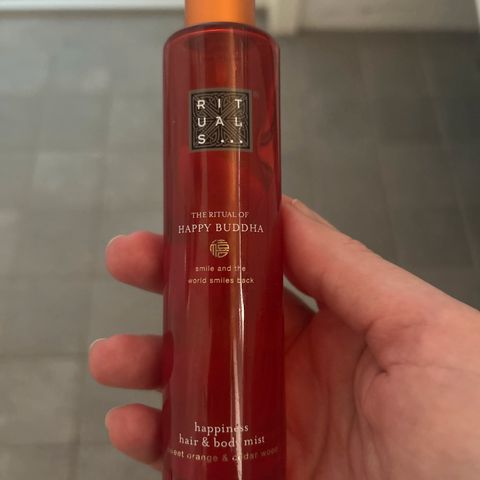 RIT
UAL
S...
THE RITUAL OF
HAPPY BUDDHA
福
smile and the
world smiles back
happiness
hair & body mist
sweet orange & cedar wood